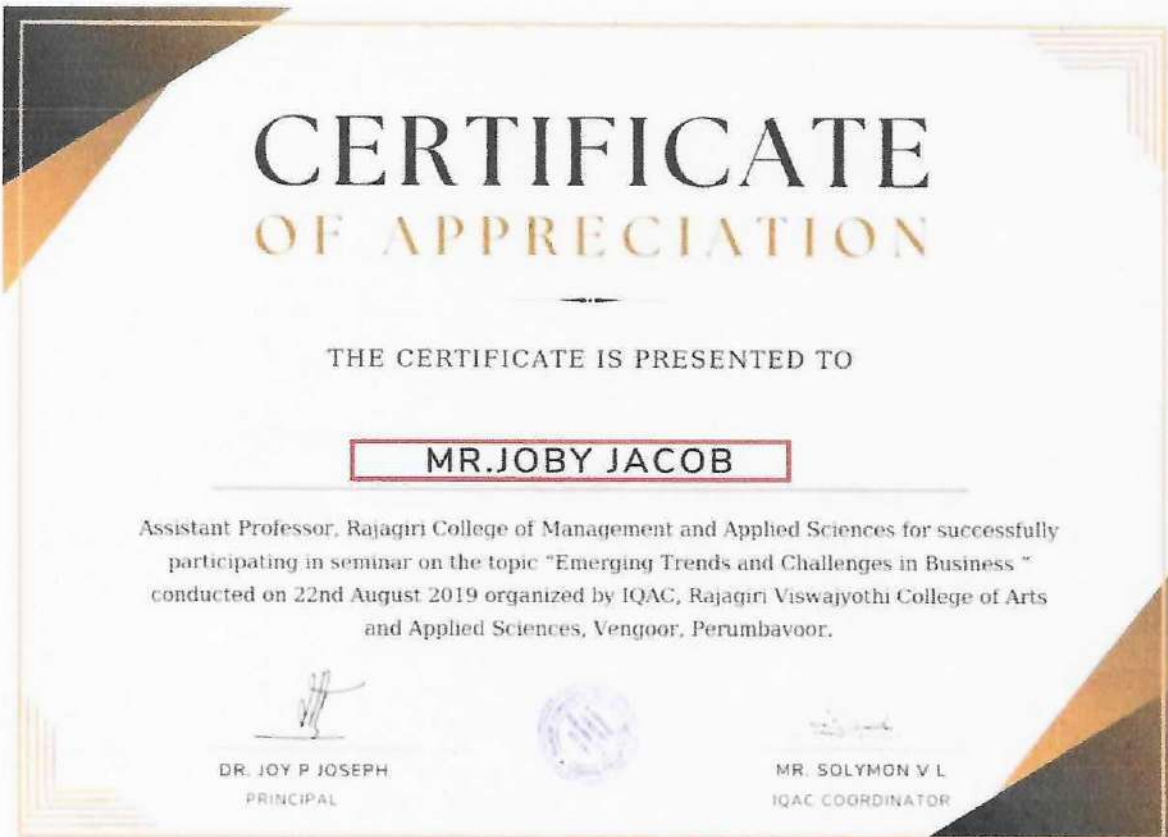 CERTIFICATE
OF APPRECIATION
THE CERTIFICATE IS PRESENTED TO
MR.JOBY JACOB
Assistant Professor, Rajagiri College of Management and Applied Sciences for successfully
participating in seminar on the topic "Emerging Trends and Challenges in Business "
conducted on 22nd August 2019 organized by IQAC, Rajagiri Viswajyothi College of Arts
and Applied Sciences, Vengoor, Perumbavoor.
DR. JOY P JOSEPH
PRINCIPAL
MR. SOLYMON V L
IQAC COORDINATOR